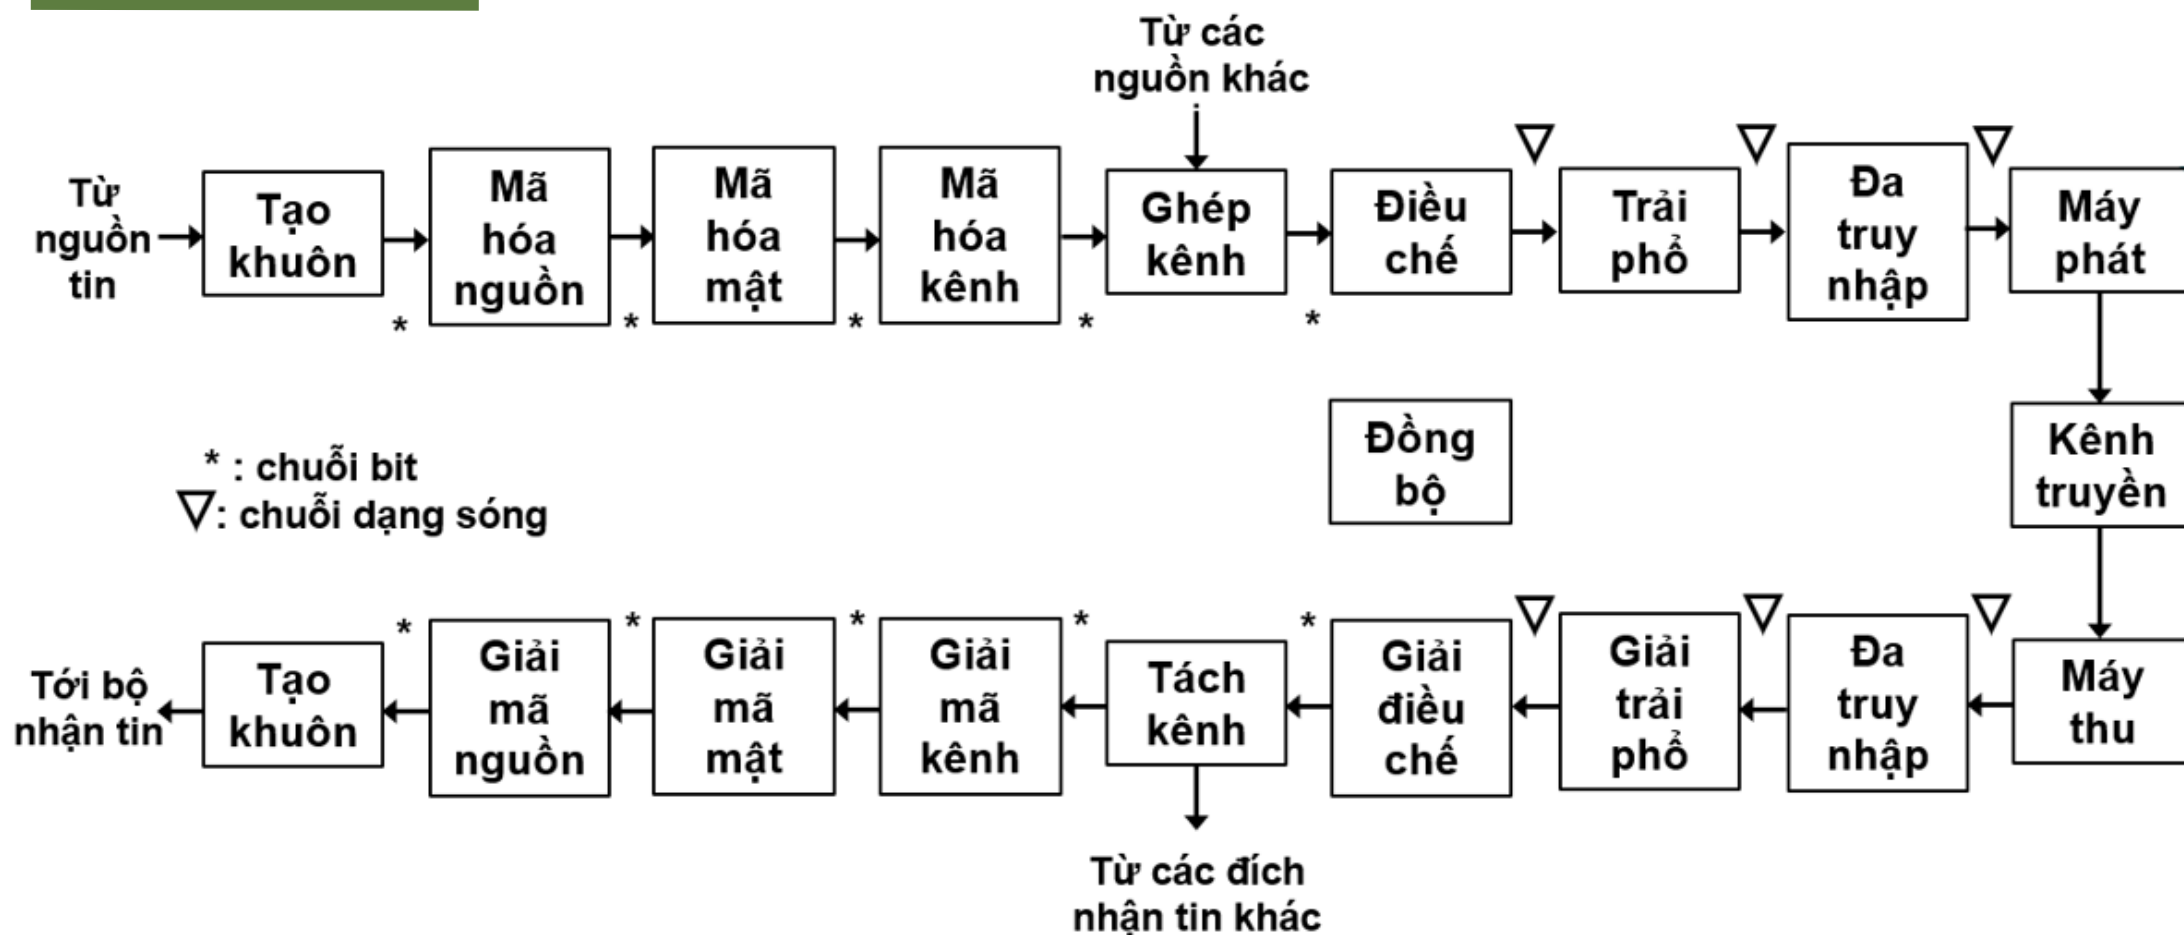 Từ các
nguồn khác
Từ
nguồn
tin
Tạo
khuôn
Mã
hóa
nguồn
Mã
hóa
mật
Mã
hóa
kênh
Ghép
kênh
Điều
chế
Trải
phổ
Đa
truy
nhập
Máy
phát
* * * * *
Đồng
bộ
Kênh
truyền
* : chuỗi bit
▽: chuỗi dạng sóng
* * * * *
Tới bộ
nhận tin
Tạo
khuôn
Giải
mã
nguồn
Giải
mã
mật
Giải
mã
kênh
Tách
kênh
Giải
điều
chế
Giải
trải
phổ
Đa
truy
nhập
Máy
thu
Từ các đích
nhận tin khác